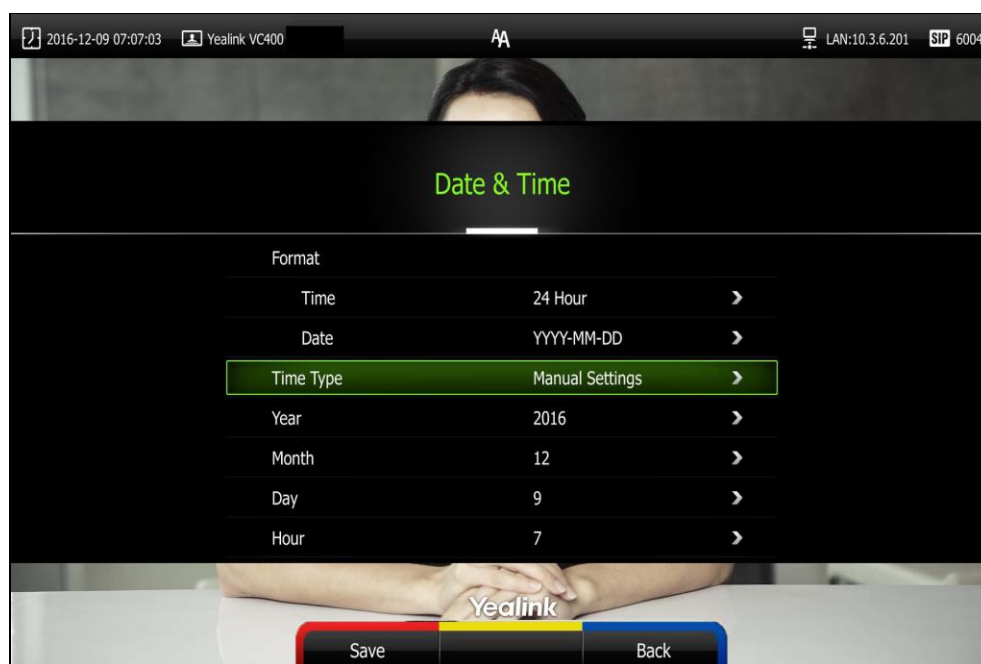 2016-12-09 07:07:03 Yealink VC400 AA LAN:10.3.6.201 SIP 6004
Date & Time
Format
Time 24 Hour
Date YYYY-MM-DD
Time Type Manual Settings
Year 2016
Month 12
Day 9
Hour 7
Yealink
Save Back